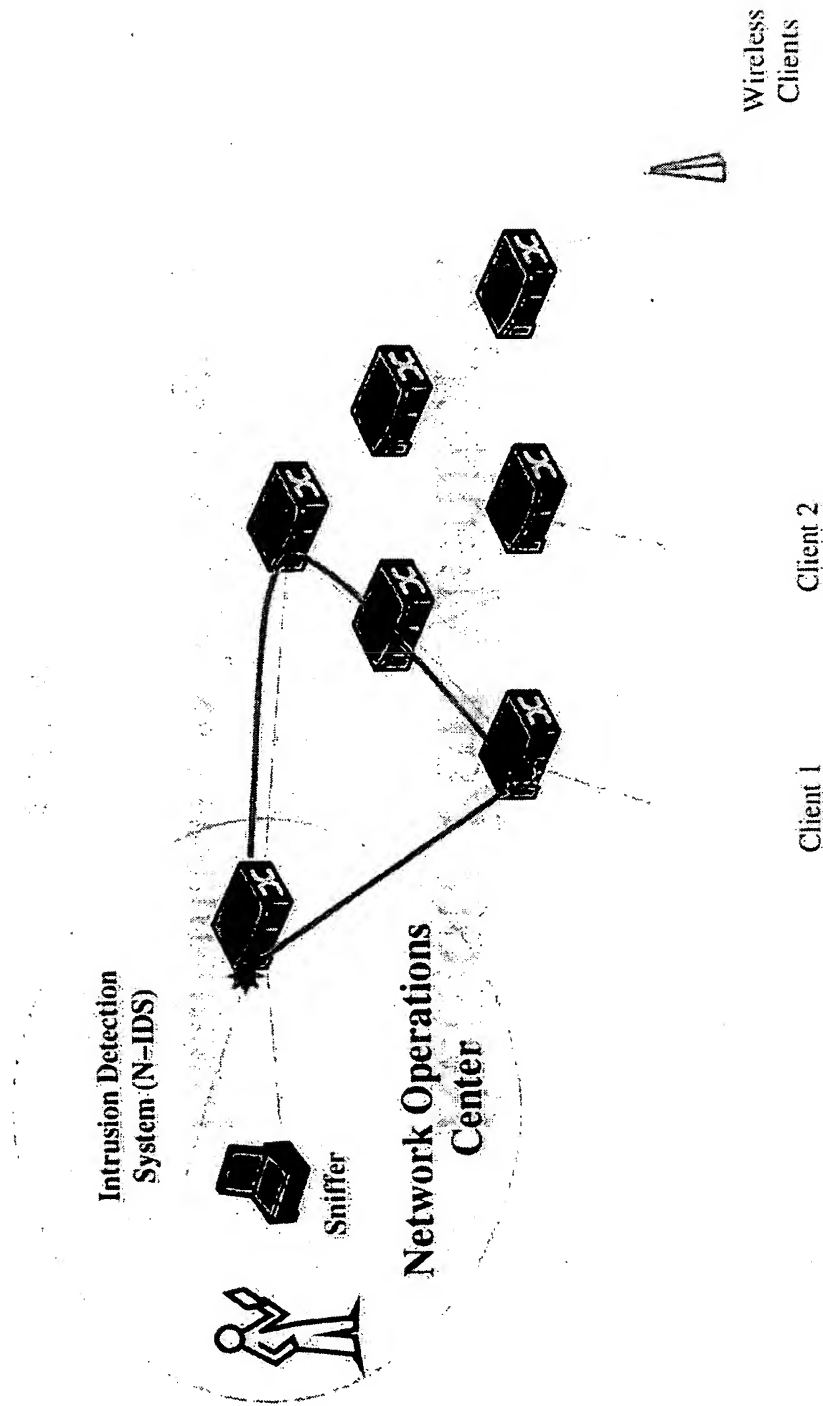 Intrusion Detection
System (N-IDS)
Sniffer
Network Operations
Center
Client 1
Client 2
Wireless
Clients